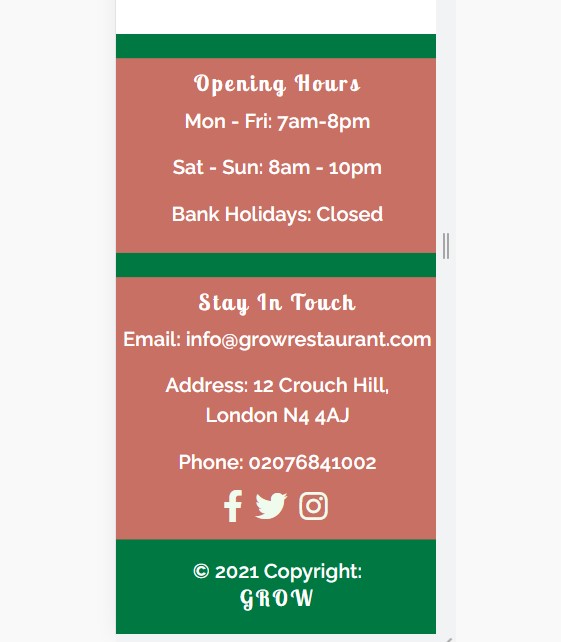 Opening Hours
Mon - Fri: 7am-8pm
Sat - Sun: 8am - 10pm
Bank Holidays: Closed
Stay In Touch
Email: info@growrestaurant.com
Address: 12 Crouch Hill,
London N4 4AJ
Phone: 02076841002
© 2021 Copyright:
GROW